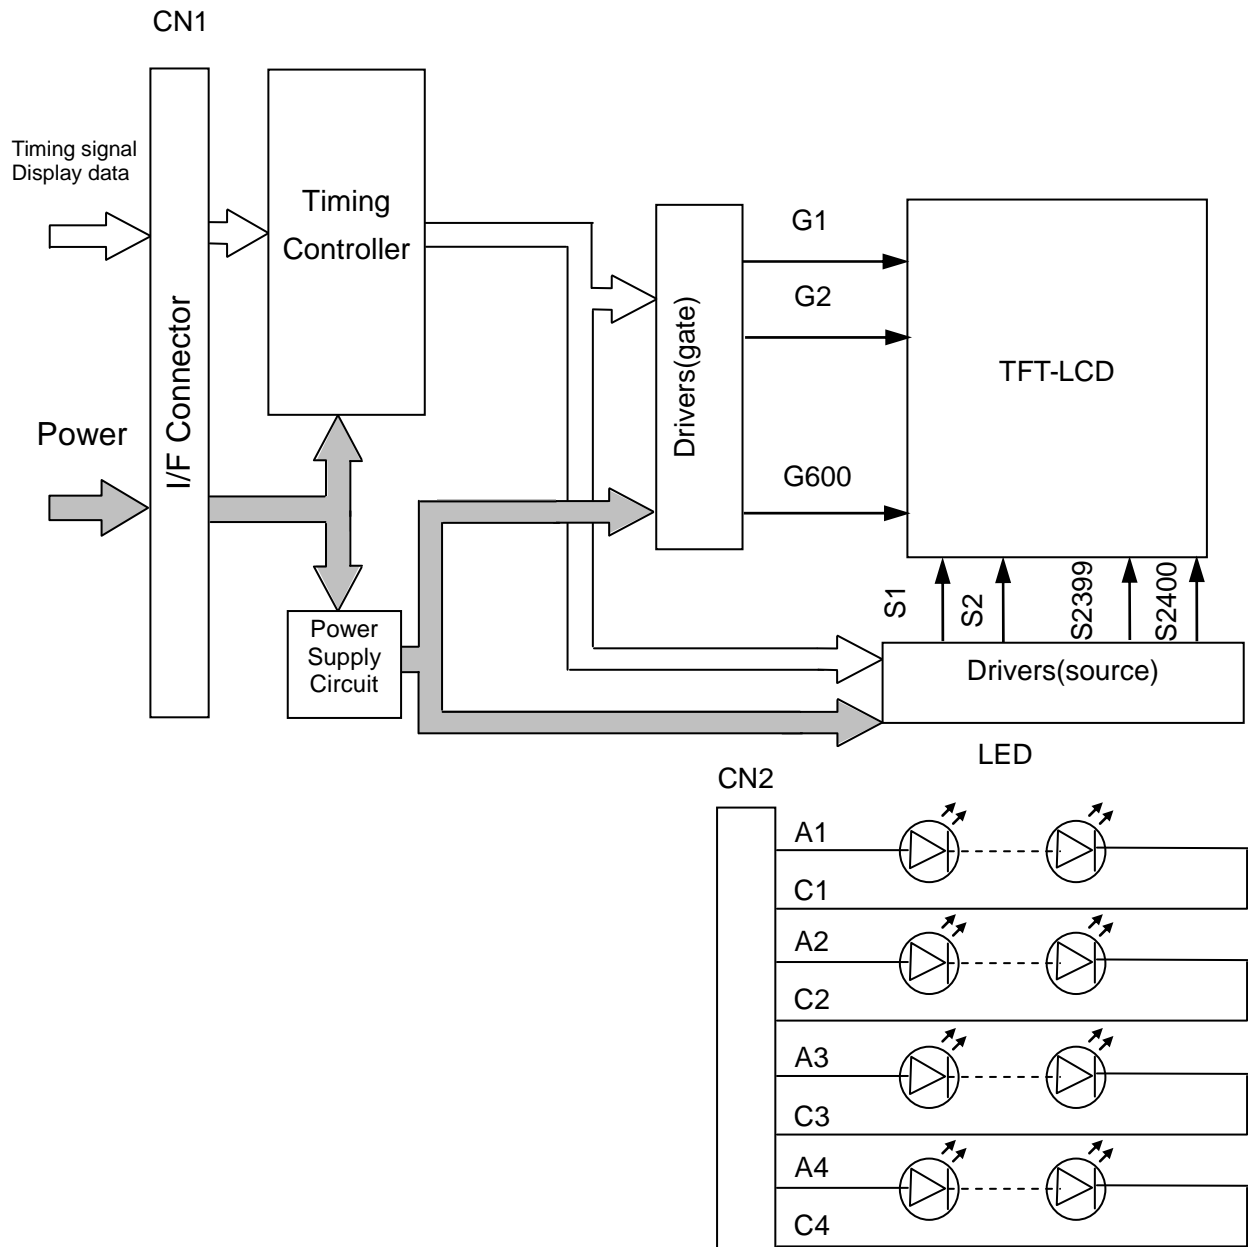 CN1
Timing signal
Display data
Power
I/F Connector
Timing
Controller
Power
Supply
Circuit
Drivers(gate)
G1
G2
G600
TFT-LCD
S1
S2
S2399
S2400
Drivers(source)
LED
CN2
A1
C1
A2
C2
A3
C3
A4
C4